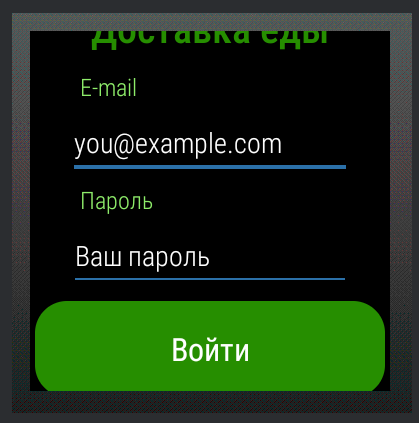 Доставка еды
E-mail
you@example.com
Пароль
Ваш пароль
Войти